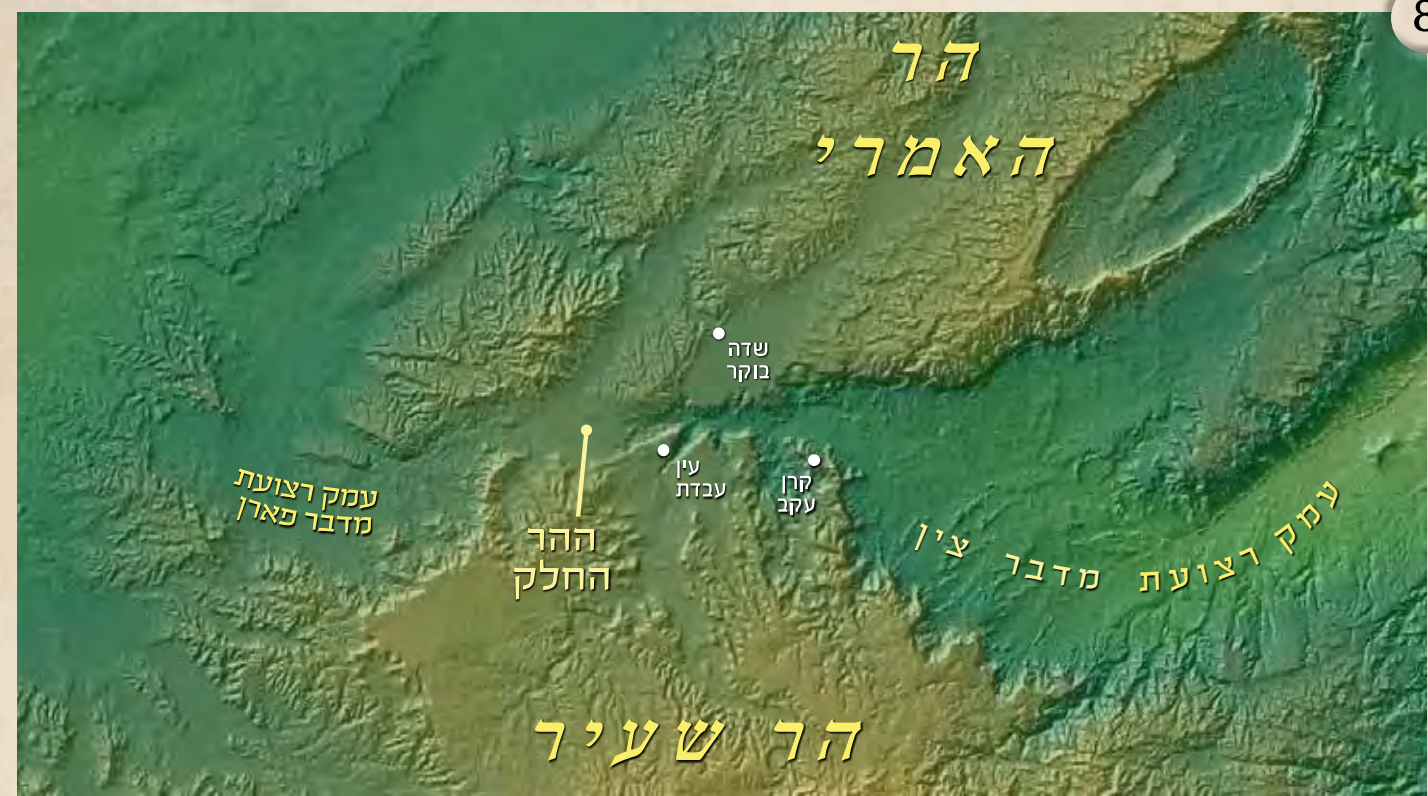 8
הר
האמרי
שדה
בוקר
עין
עבדת
קרן
עקב
עמק רצועת
מדבר פארן
ההר
החלק
עמק רצועת מדבר צין
הר שעיר